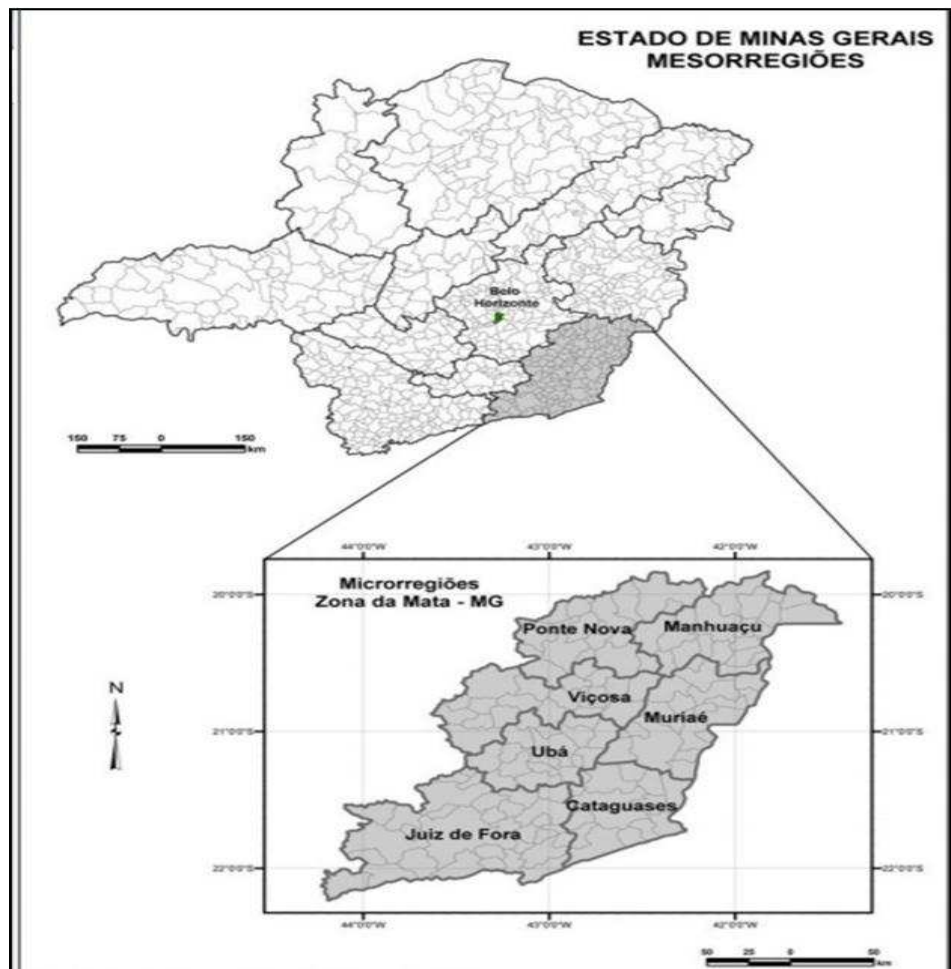 ESTADO DE MINAS GERAIS
MESORREGIÕES
Belo
Horizonte
150 75 0 150
km
44°0'0"W 43°0'0"W 42°0'0"W
Microrregiões
Zona da Mata - MG
20°0'0"S 20°0'0"S
Ponte Nova Manhuaçu
N
Viçosa
Muriaé
21°0'0"S 21°0'0"S
Ubá
Cataguases
Juiz de Fora
22°0'0"S 22°0'0"S
44°0'0"W 43°0'0"W 42°0'0"W
50 25 0 50
km